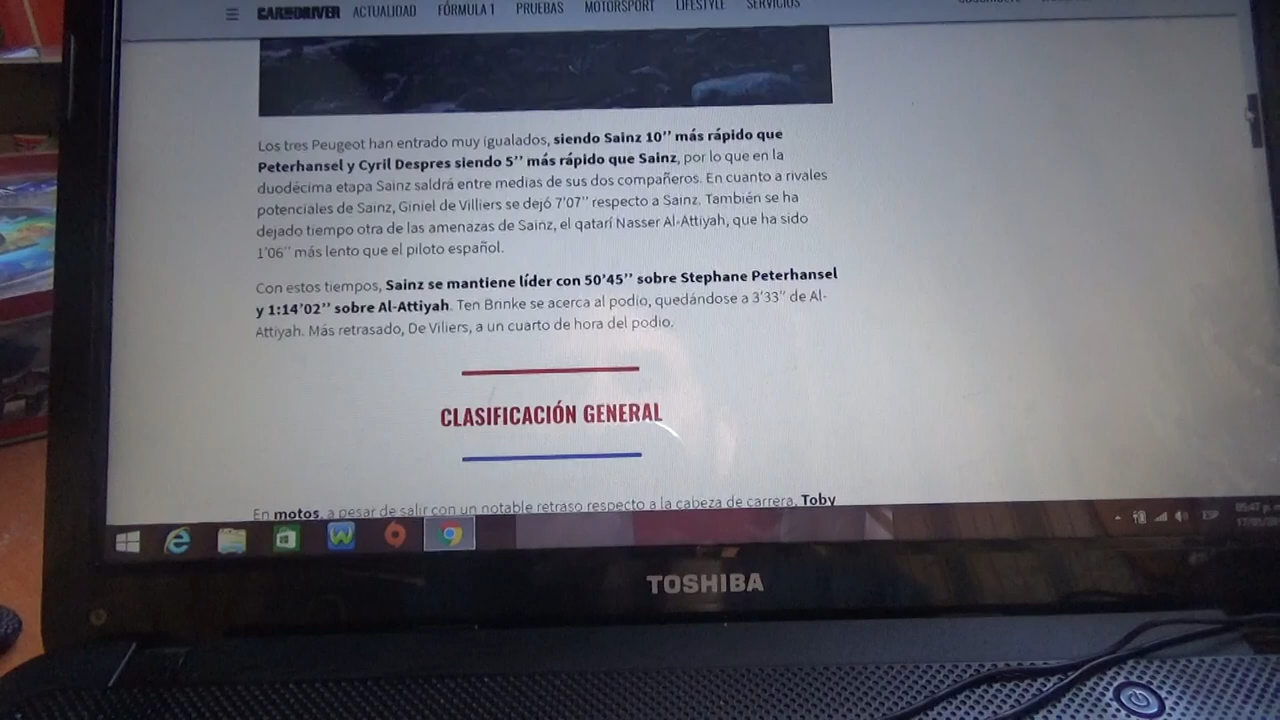 CAR AND DRIVER ACTUALIDAD FÓRMULA 1 PRUEBAS MOTORSPORT LIFESTYLE SERVICIOS
Los tres Peugeot han entrado muy igualados, siendo Sainz 10’’ más rápido que
Peterhansel y Cyril Despres siendo 5’’ más rápido que Sainz, por lo que en la
duodécima etapa Sainz saldrá entre medias de sus dos compañeros. En cuanto a rivales
potenciales de Sainz, Giniel de Villiers se dejó 7’07’’ respecto a Sainz. También se ha
dejado tiempo otra de las amenazas de Sainz, el qatarí Nasser Al-Attiyah, que ha sido
1’06’’ más lento que el piloto español.
Con estos tiempos, Sainz se mantiene líder con 50’45’’ sobre Stephane Peterhansel
y 1:14’02’’ sobre Al-Attiyah. Ten Brinke se acerca al podio, quedándose a 3’33’’ de Al-
Attiyah. Más retrasado, De Viliers, a un cuarto de hora del podio.
CLASIFICACIÓN GENERAL
En motos, a pesar de salir con un notable retraso respecto a la cabeza de carrera, Toby
ESP
05:47 p.
TOSHIBA